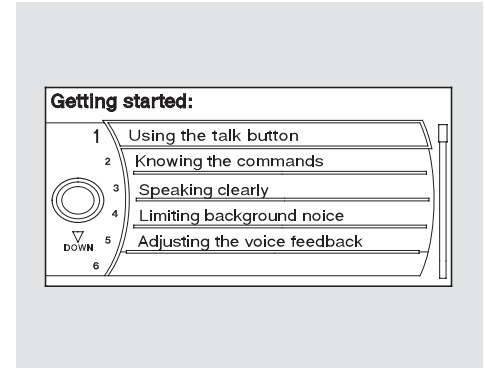 Getting started:
1 Using the talk button
2 Knowing the commands
3 Speaking clearly
4 Limiting background noice
5 Adjusting the voice feedback
DOWN
6